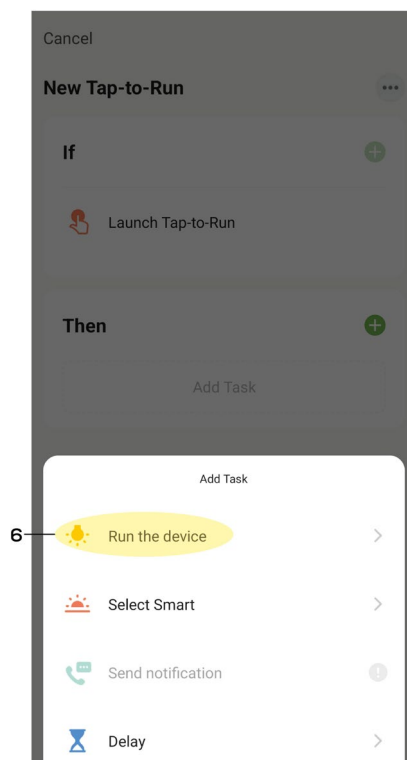 Cancel
New Tap-to-Run
If
Launch Tap-to-Run
Then
Add Task
Add Task
6 Run the device
Select Smart
Send notification
Delay